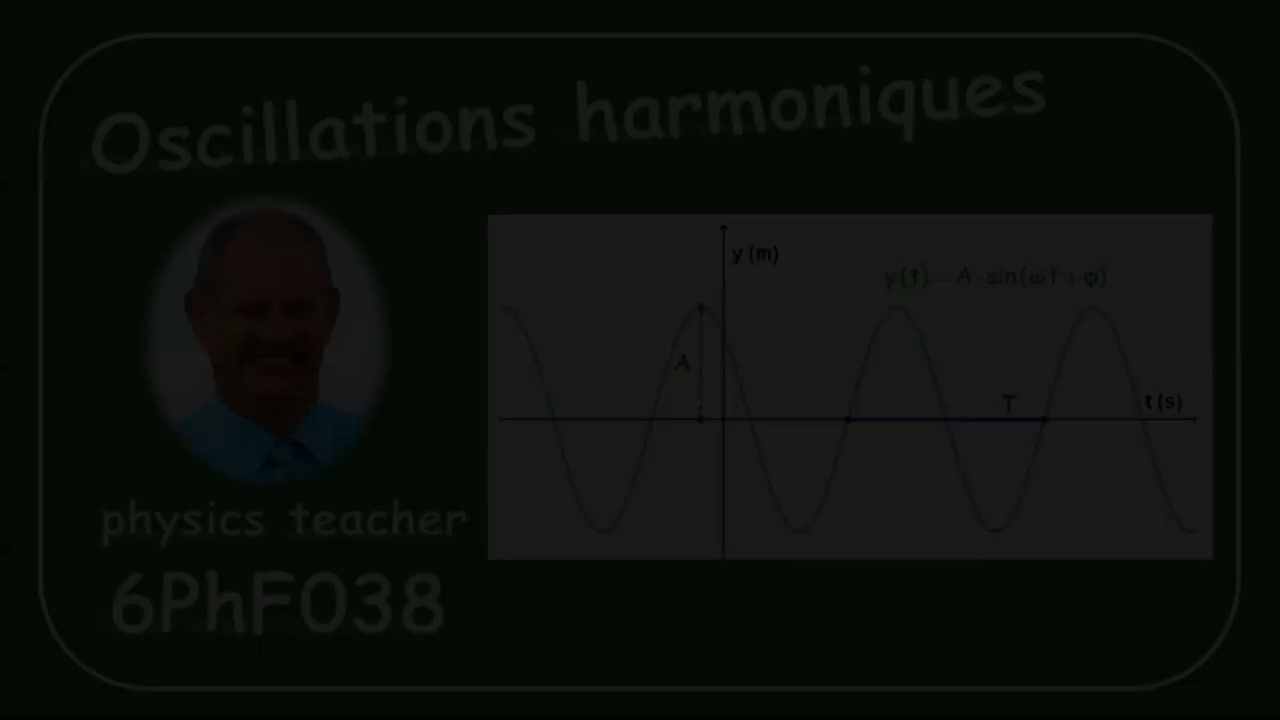 Oscillations harmoniques
y (m)
y(t) = A · sin(ωt + φ)
A
T
t (s)
physics teacher
6PhF038